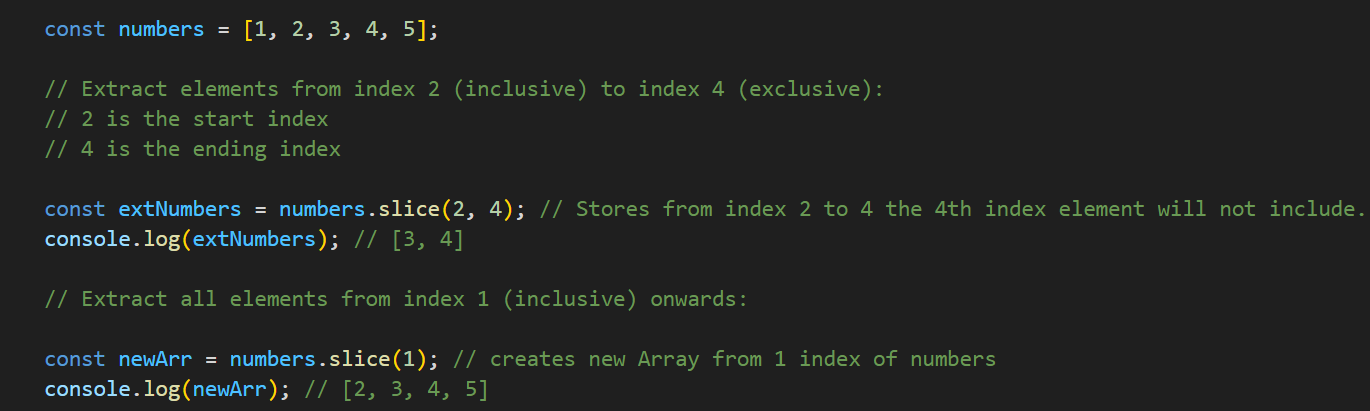 const numbers = [1, 2, 3, 4, 5];
// Extract elements from index 2 (inclusive) to index 4 (exclusive):
// 2 is the start index
// 4 is the ending index
const extNumbers = numbers.slice(2, 4); // Stores from index 2 to 4 the 4th index element will not include.
console.log(extNumbers); // [3, 4]
// Extract all elements from index 1 (inclusive) onwards:
const newArr = numbers.slice(1); // creates new Array from 1 index of numbers
console.log(newArr); // [2, 3, 4, 5]